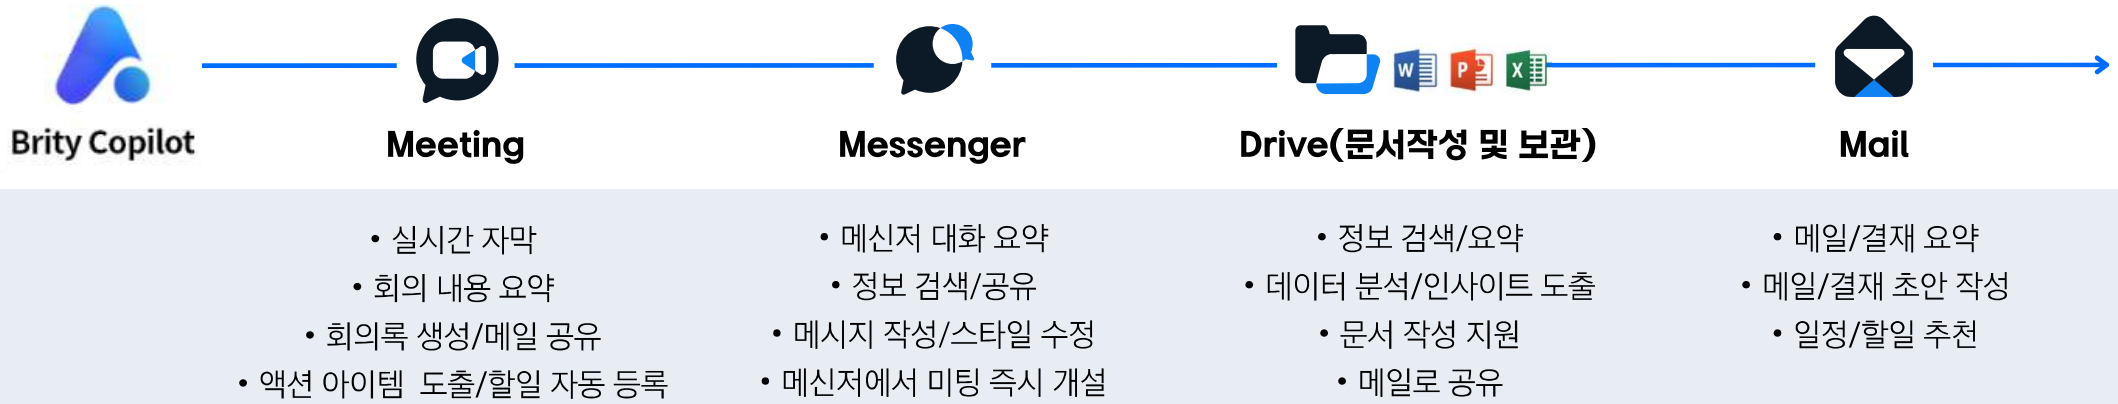 Brity Copilot
Meeting
Messenger
Drive(문서작성 및 보관)
Mail
W
P
X
• 실시간 자막
• 회의 내용 요약
• 회의록 생성/메일 공유
• 액션 아이템 도출/할일 자동 등록
• 메신저 대화 요약
• 정보 검색/공유
• 메시지 작성/스타일 수정
• 메신저에서 미팅 즉시 개설
• 정보 검색/요약
• 데이터 분석/인사이트 도출
• 문서 작성 지원
• 메일로 공유
• 메일/결재 요약
• 메일/결재 초안 작성
• 일정/할일 추천